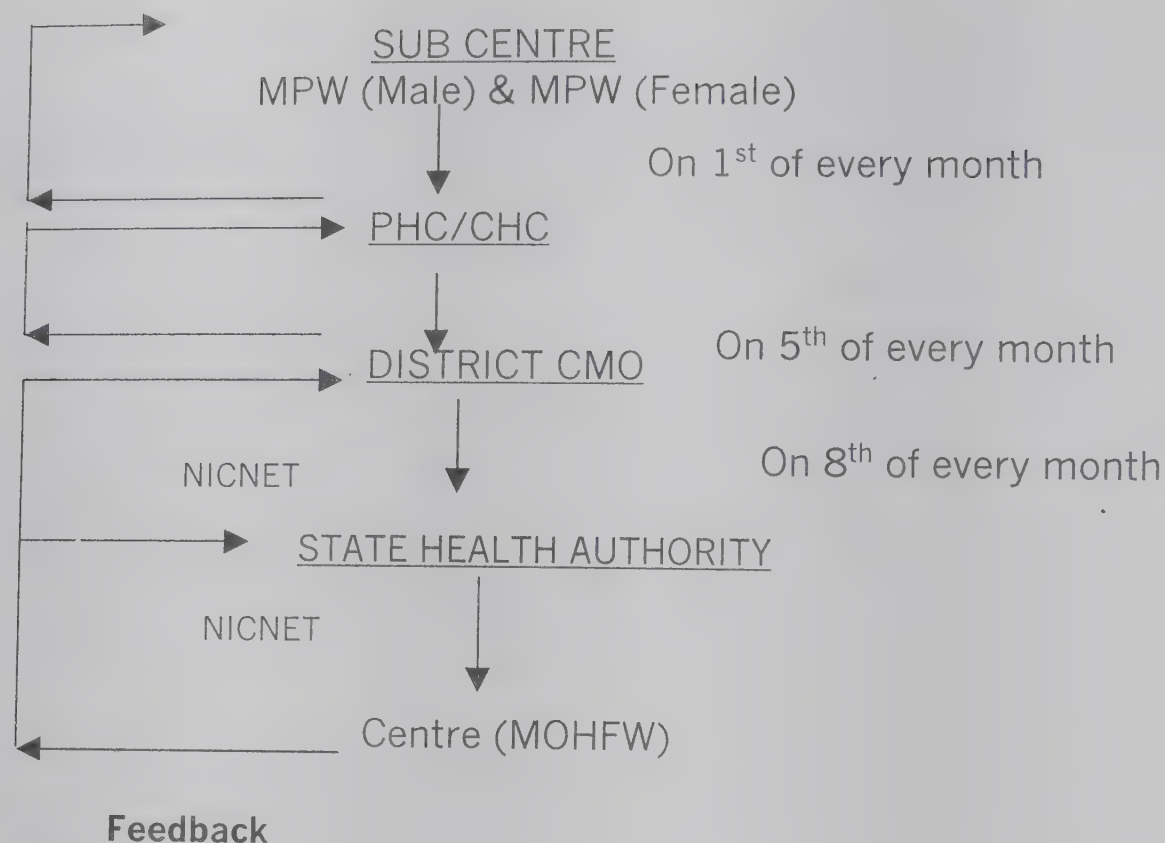 SUB CENTRE
MPW (Male) & MPW (Female)
On 1st of every month
PHC/CHC
On 5th of every month
DISTRICT CMO
On 8th of every month
NICNET
STATE HEALTH AUTHORITY
NICNET
Centre (MOHFW)
Feedback